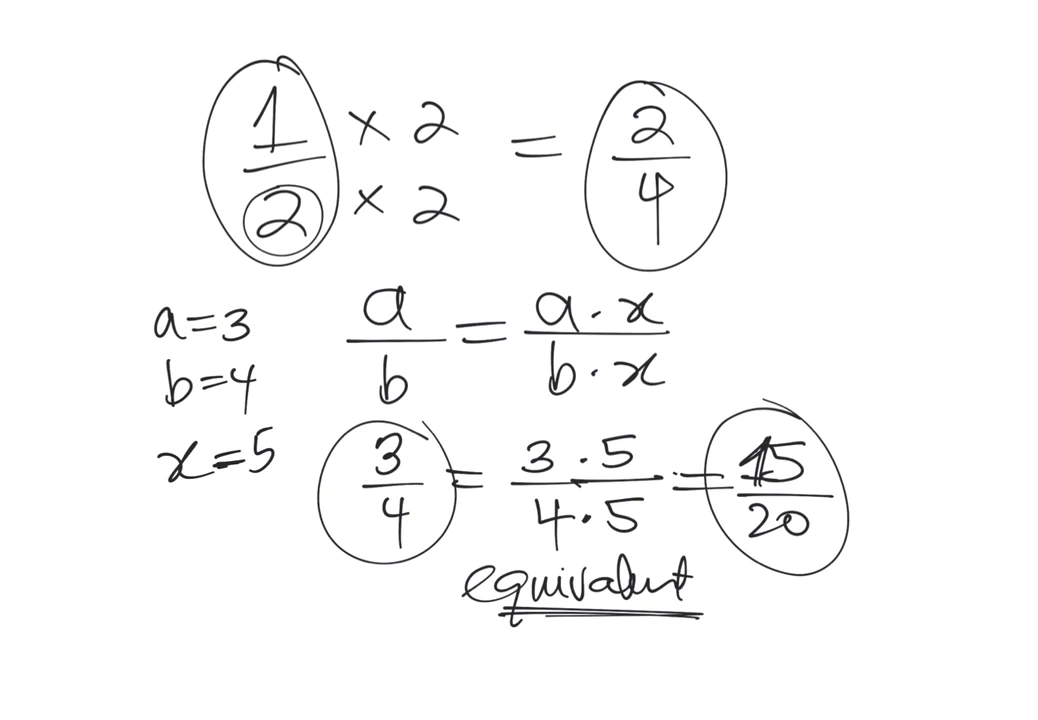 1/2 × 2 / × 2 = 2/4
a=3
b=4
x=5
a/b = a·x/b·x
3/4 = 3·5/4·5 = 15/20
equivalent